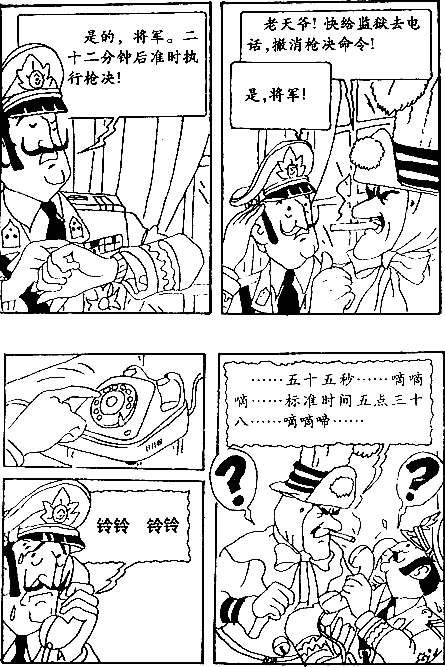 是的，将军。二
十二分钟后准时执
行枪决!
老天爷!快给监狱去电
话,撤消枪决命令!
是,将军!
铃铃 铃铃
……五十五秒……嘀嘀
嘀……标准时间五点三十
八……嘀嘀啼……
?
?